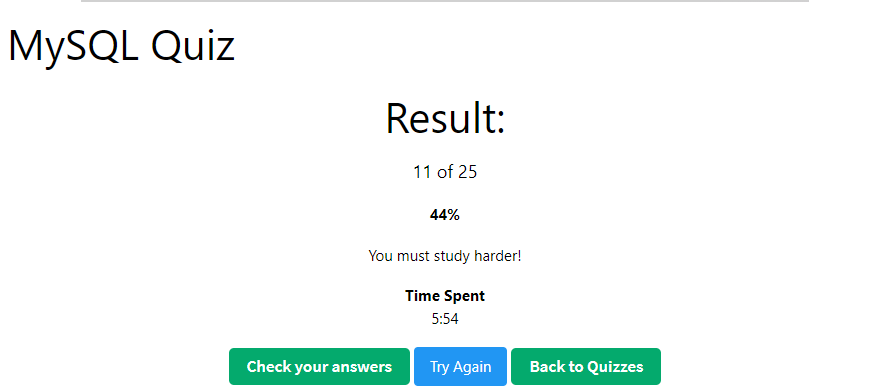 MySQL Quiz
Result:
11 of 25
44%
You must study harder!
Time Spent
5:54
Check your answers Try Again Back to Quizzes